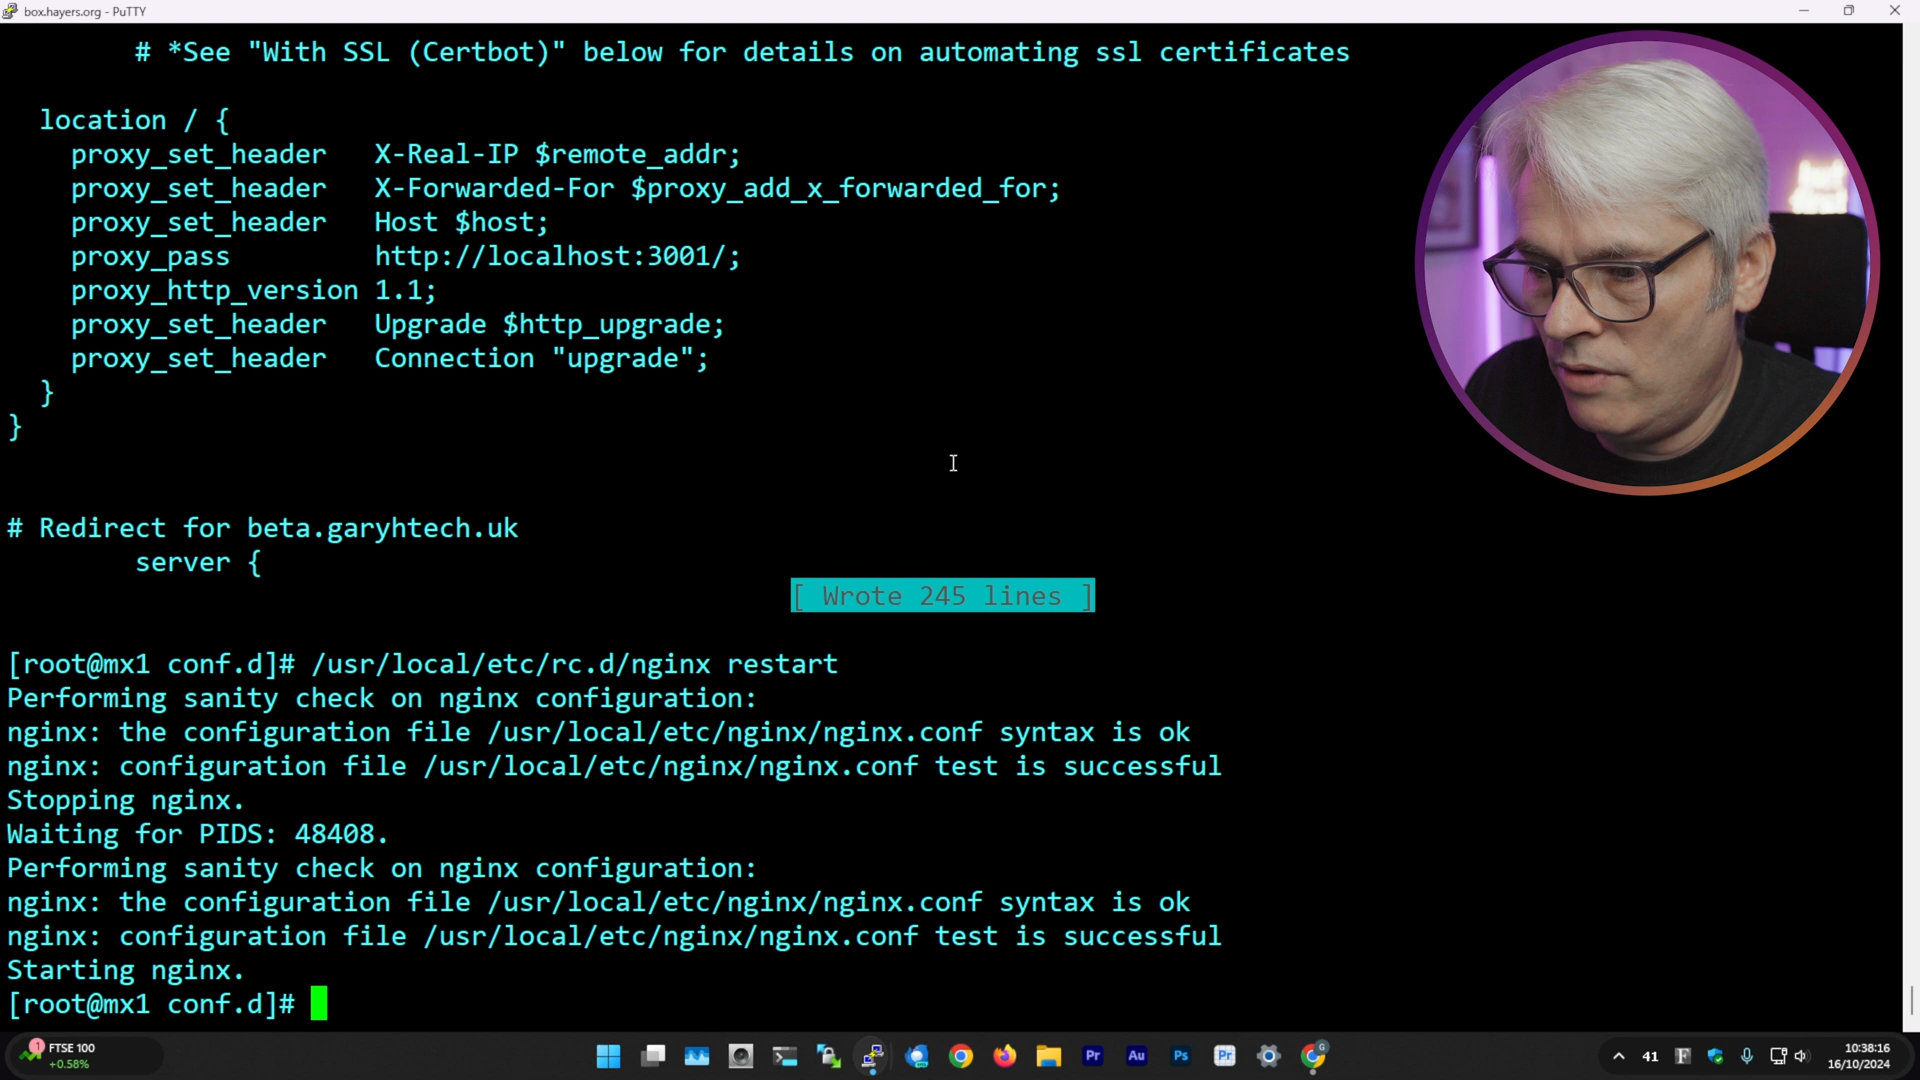 box.hayers.org - PuTTY
# *See "With SSL (Certbot)" below for details on automating ssl certificates
location / {
proxy_set_header X-Real-IP $remote_addr;
proxy_set_header X-Forwarded-For $proxy_add_x_forwarded_for;
proxy_set_header Host $host;
proxy_pass http://localhost:3001/;
proxy_http_version 1.1;
proxy_set_header Upgrade $http_upgrade;
proxy_set_header Connection "upgrade";
}
}
# Redirect for beta.garyhtech.uk
server {
[ Wrote 245 lines ]
[root@mx1 conf.d]# /usr/local/etc/rc.d/nginx restart
Performing sanity check on nginx configuration:
nginx: the configuration file /usr/local/etc/nginx/nginx.conf syntax is ok
nginx: configuration file /usr/local/etc/nginx/nginx.conf test is successful
Stopping nginx.
Waiting for PIDS: 48408.
Performing sanity check on nginx configuration:
nginx: the configuration file /usr/local/etc/nginx/nginx.conf syntax is ok
nginx: configuration file /usr/local/etc/nginx/nginx.conf test is successful
Starting nginx.
[root@mx1 conf.d]#
1
FTSE 100
+0.58%
Pr
Au
Ps
Pr
G
41
F
10:38:16
16/10/2024